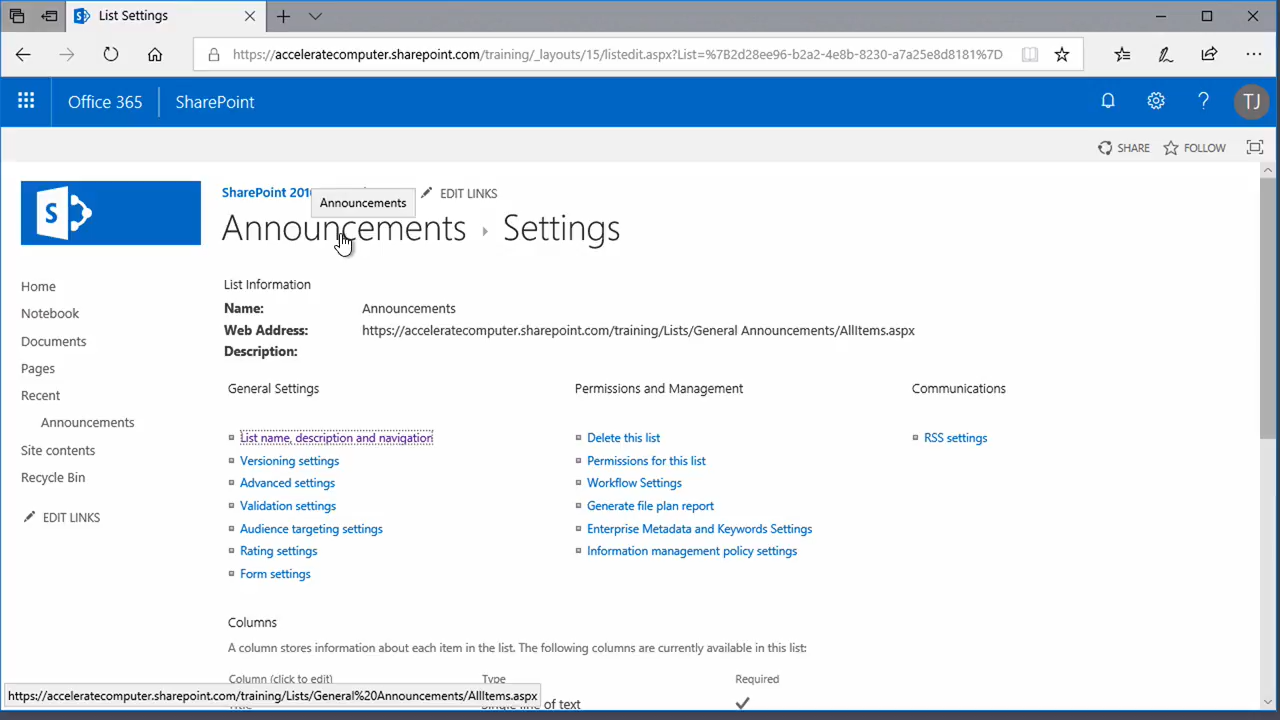 List Settings
https://acceleratecomputer.sharepoint.com/training/_layouts/15/listedit.aspx?List=%7B2d28ee96-b2a2-4e8b-8230-a7a25e8d8181%7D
Office 365 SharePoint
? TJ
SHARE FOLLOW
S
SharePoint 201
Announcements
EDIT LINKS
Announcements Settings
Home
Notebook
Documents
Pages
Recent
Announcements
Site contents
Recycle Bin
EDIT LINKS
List Information
Name: Announcements
Web Address: https://acceleratecomputer.sharepoint.com/training/Lists/General Announcements/AllItems.aspx
Description:
General Settings
List name, description and navigation
Versioning settings
Advanced settings
Validation settings
Audience targeting settings
Rating settings
Form settings
Permissions and Management
Delete this list
Permissions for this list
Workflow Settings
Generate file plan report
Enterprise Metadata and Keywords Settings
Information management policy settings
Communications
RSS settings
Columns
A column stores information about each item in the list. The following columns are currently available in this list:
Column (click to edit) Type Required
Single line of text
https://acceleratecomputer.sharepoint.com/training/Lists/General%20Announcements/AllItems.aspx